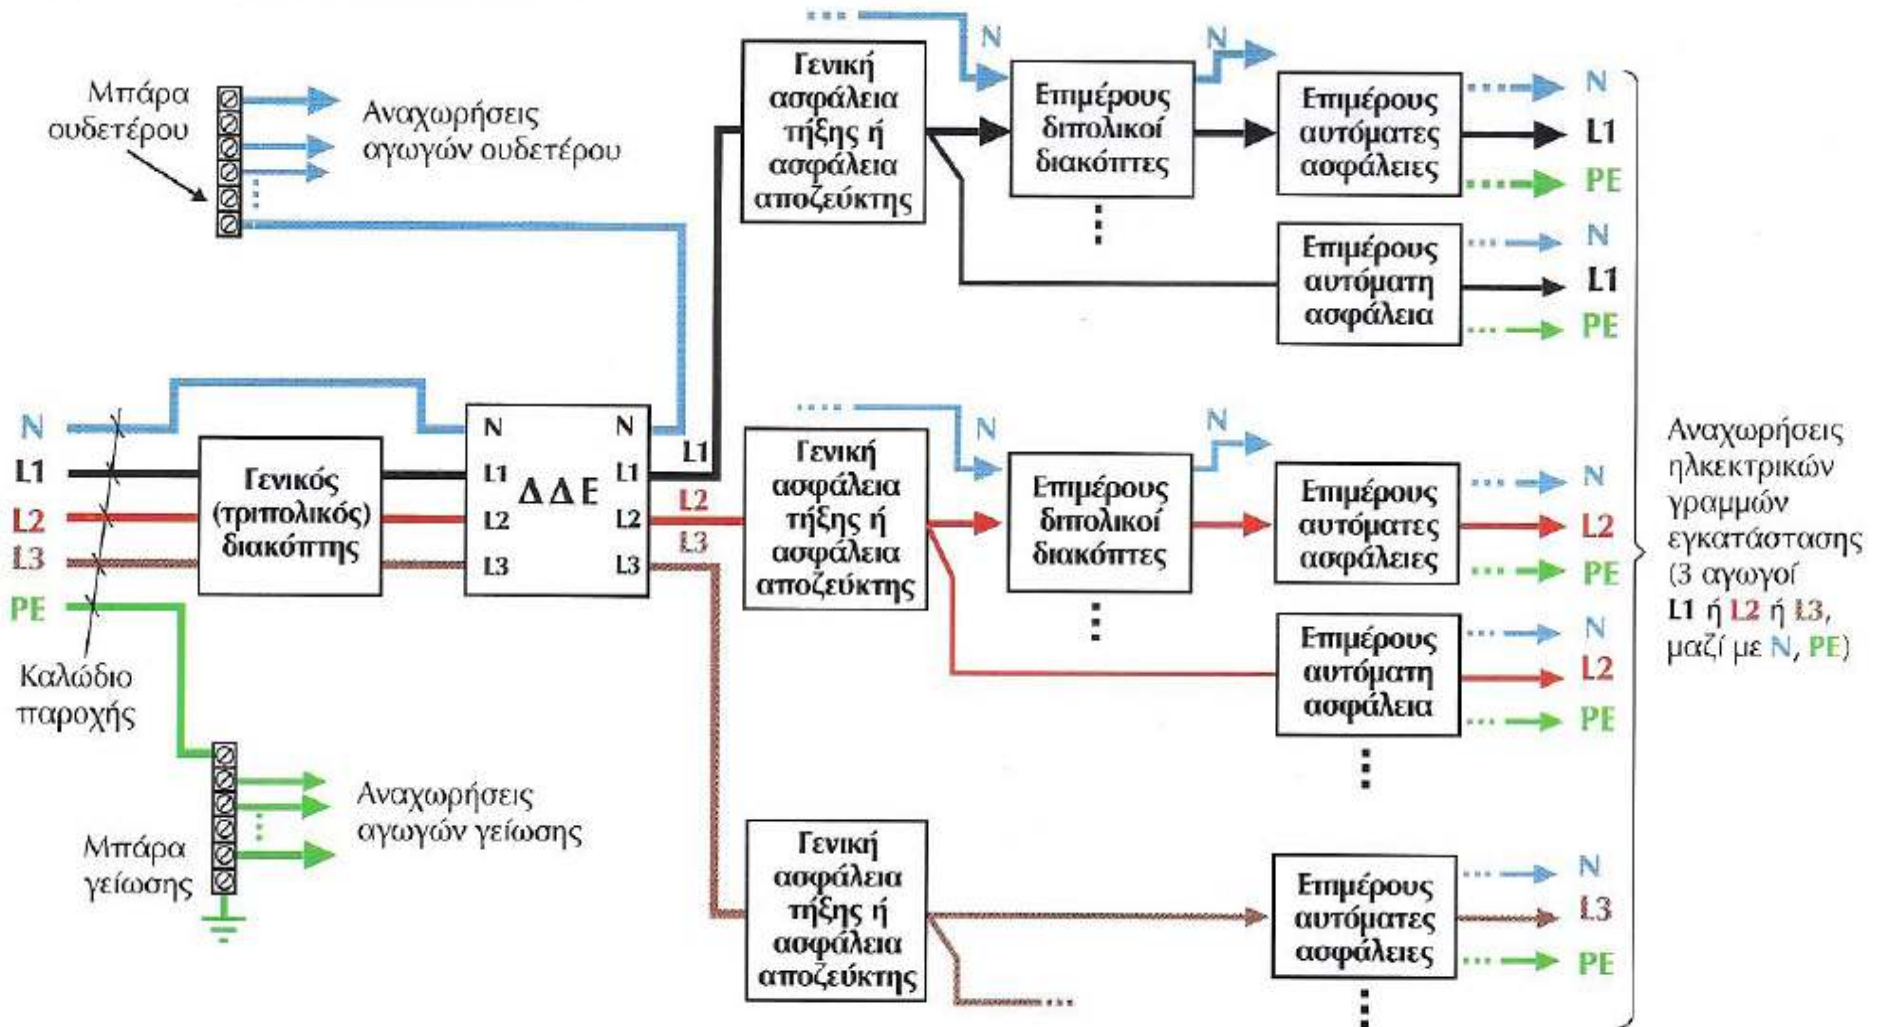 Μπάρα
ουδετέρου
Αναχωρήσεις
αγωγών ουδετέρου
N
L1
L2
L3
PE
Καλώδιο
παροχής
Γενικός
(τριπολικός)
διακόπτης
N
L1
L2
L3
ΔΔΕ
N
L1
L2
L3
L1
L2
L3
Μπάρα
γείωσης
Αναχωρήσεις
αγωγών γείωσης
Γενική
ασφάλεια
τήξης ή
ασφάλεια
αποζεύκτης
N
Επιμέρους
διπολικοί
διακόπτες
N
Επιμέρους
αυτόματες
ασφάλειες
N
L1
PE
Επιμέρους
αυτόματη
ασφάλεια
N
L1
PE
Γενική
ασφάλεια
τήξης ή
ασφάλεια
αποζεύκτης
N
Επιμέρους
διπολικοί
διακόπτες
N
Επιμέρους
αυτόματες
ασφάλειες
N
L2
PE
Επιμέρους
αυτόματη
ασφάλεια
N
L2
PE
Γενική
ασφάλεια
τήξης ή
ασφάλεια
αποζεύκτης
Επιμέρους
αυτόματες
ασφάλειες
N
L3
PE
Αναχωρήσεις
ηλκεκτρικών
γραμμών
εγκατάστασης
(3 αγωγοί
L1 ή L2 ή L3,
μαζί με N, PE)